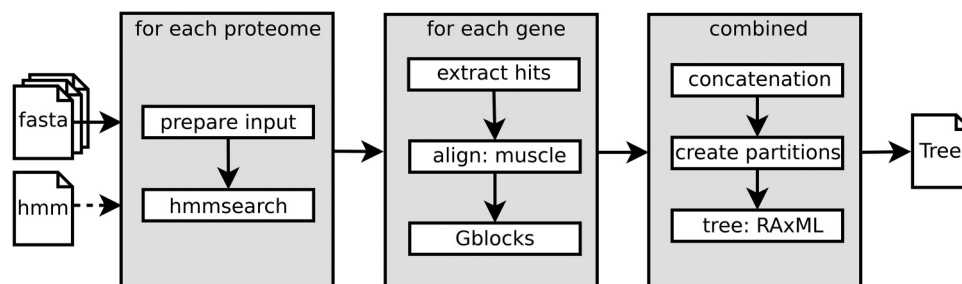 fasta
hmm
for each proteome
prepare input
hmmsearch
for each gene
extract hits
align: muscle
Gblocks
combined
concatenation
create partitions
tree: RAxML
Tree